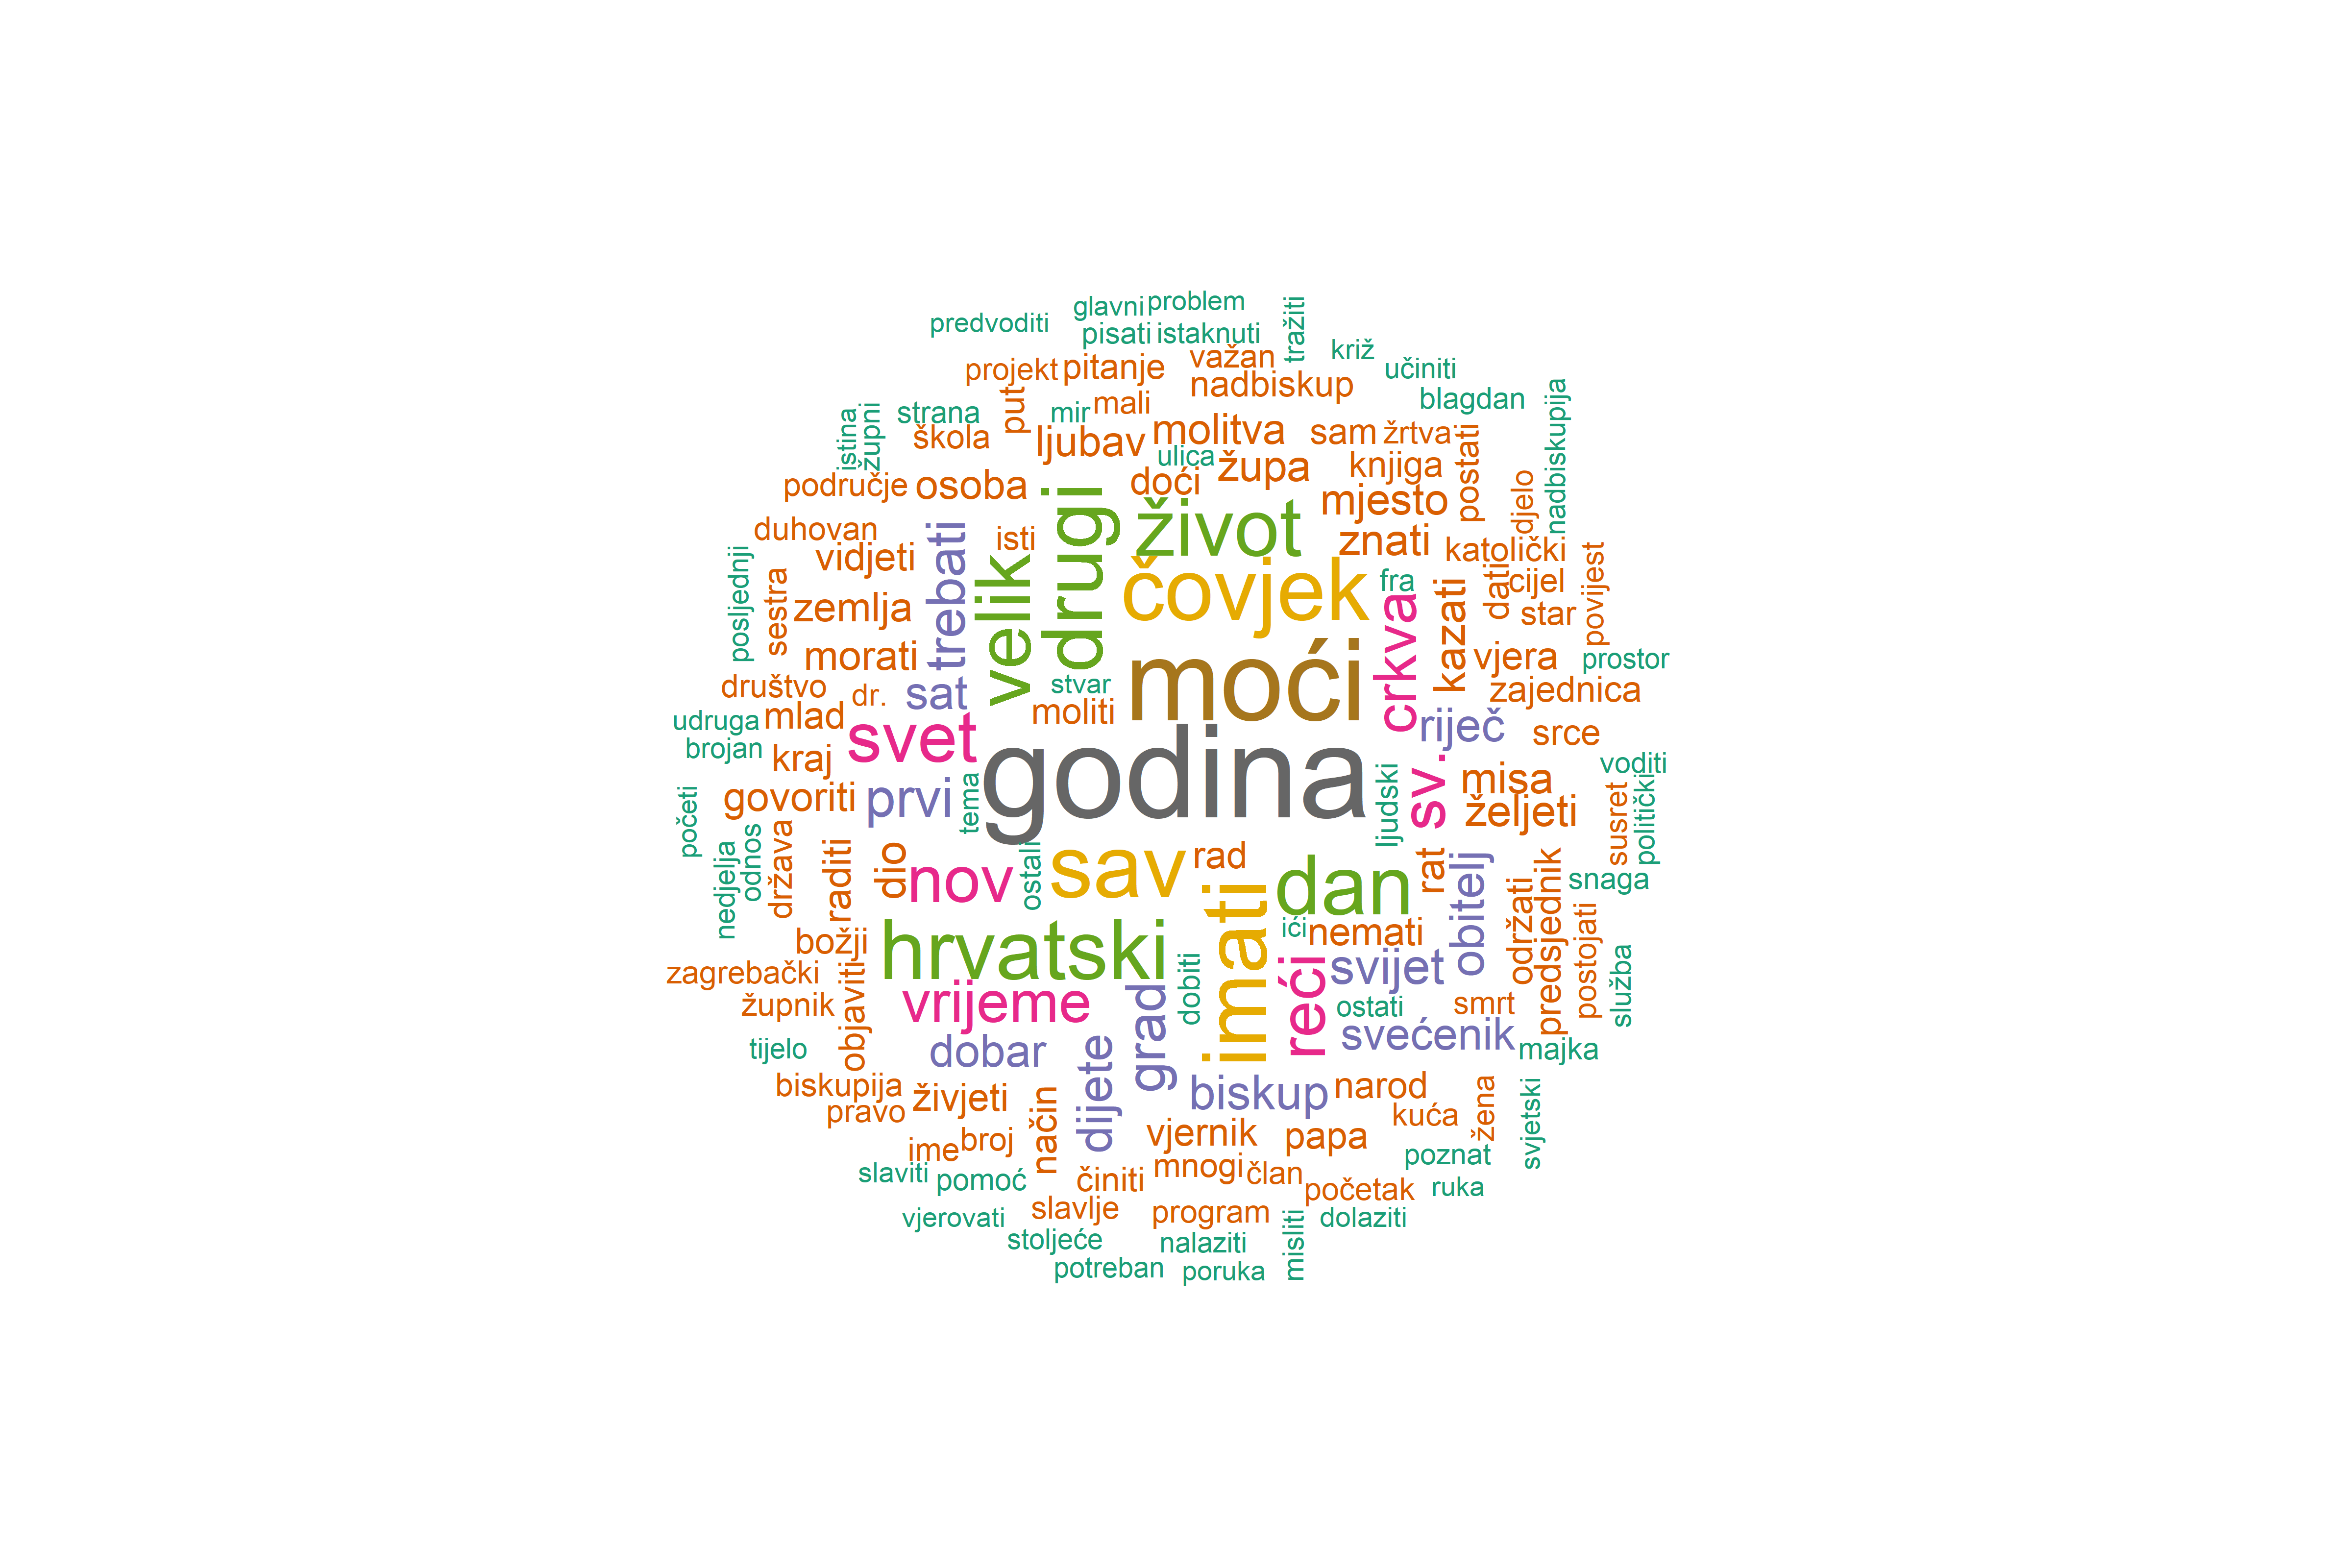 glavni problem
predvoditi
pisati istaknuti
tražiti
križ
projekt pitanje važan
učiniti
nadbiskup
blagdan
nadbiskupija
put
mir mali
strana
istina
župni
škola
ljubav molitva sam žrtva
postati
ulica
župa knjiga
područje osoba
doći
drugi
život
mjesto
djelo
duhovan
trebati
isti
znati
katolički
vidjeti
velik
čovjek
fra
dati
cijel
povijest
posljednji
sestra
zemlja
crkva
kazati
star
morati
moći
vjera
prostor
društvo
dr.
sat
stvar
zajednica
udruga
mlad
moliti
riječ
srce
brojan
svet
kraj
godina
sv.
misa
voditi
govoriti
prvi
tema
ljudski
željeti
susret
politički
početi
nedjelja
odnos
država
raditi
dio
nov
ostali
sav
rad
dan
rat
obitelj
održati
predsjednik
snaga
božji
hrvatski
imati
ići
nemati
postojati
zagrebački
objaviti
vrijeme
grad
dobiti
reći
svijet
služba
župnik
ostati
smrt
tijelo
dobar
dijete
svećenik
majka
biskupija
živjeti
biskup
narod
pravo
način
kuća
žena
svjetski
ime
broj
vjernik
papa
poznat
slaviti
pomoć
činiti
mnogi
član
početak
ruka
slavlje
program
vjerovati
misliti
dolaziti
stoljeće
nalaziti
potreban
poruka